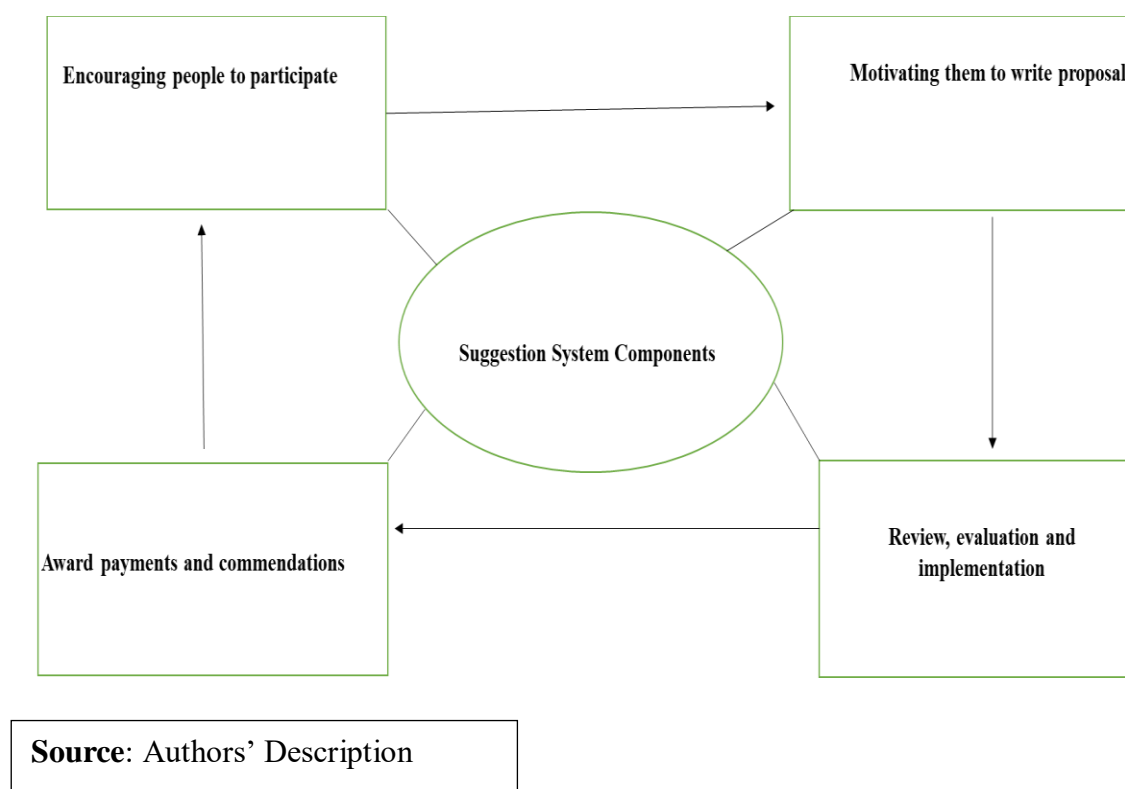 Encouraging people to participate
Motivating them to write proposal
Suggestion System Components
Award payments and commendations
Review, evaluation and
implementation
Source: Authors’ Description